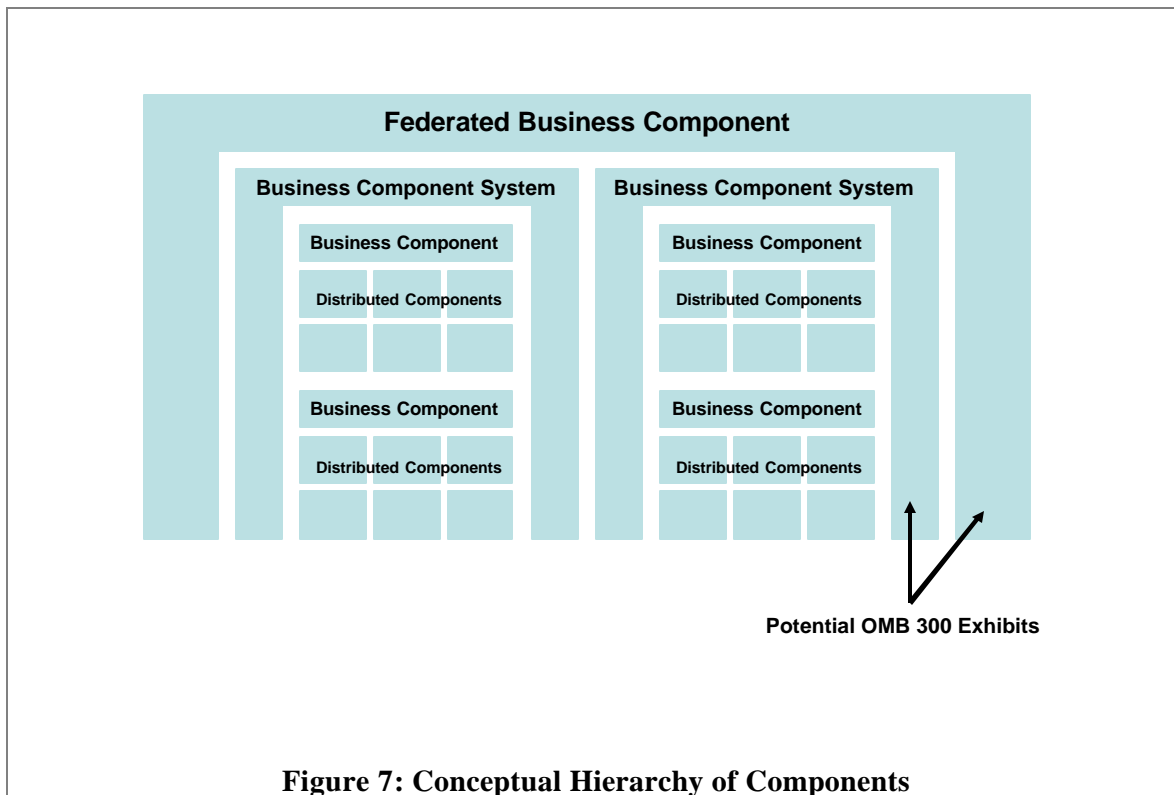 Federated Business Component
Business Component System
Business Component
Distributed Components
Business Component
Distributed Components
Business Component System
Business Component
Distributed Components
Business Component
Distributed Components
Potential OMB 300 Exhibits
Figure 7: Conceptual Hierarchy of Components